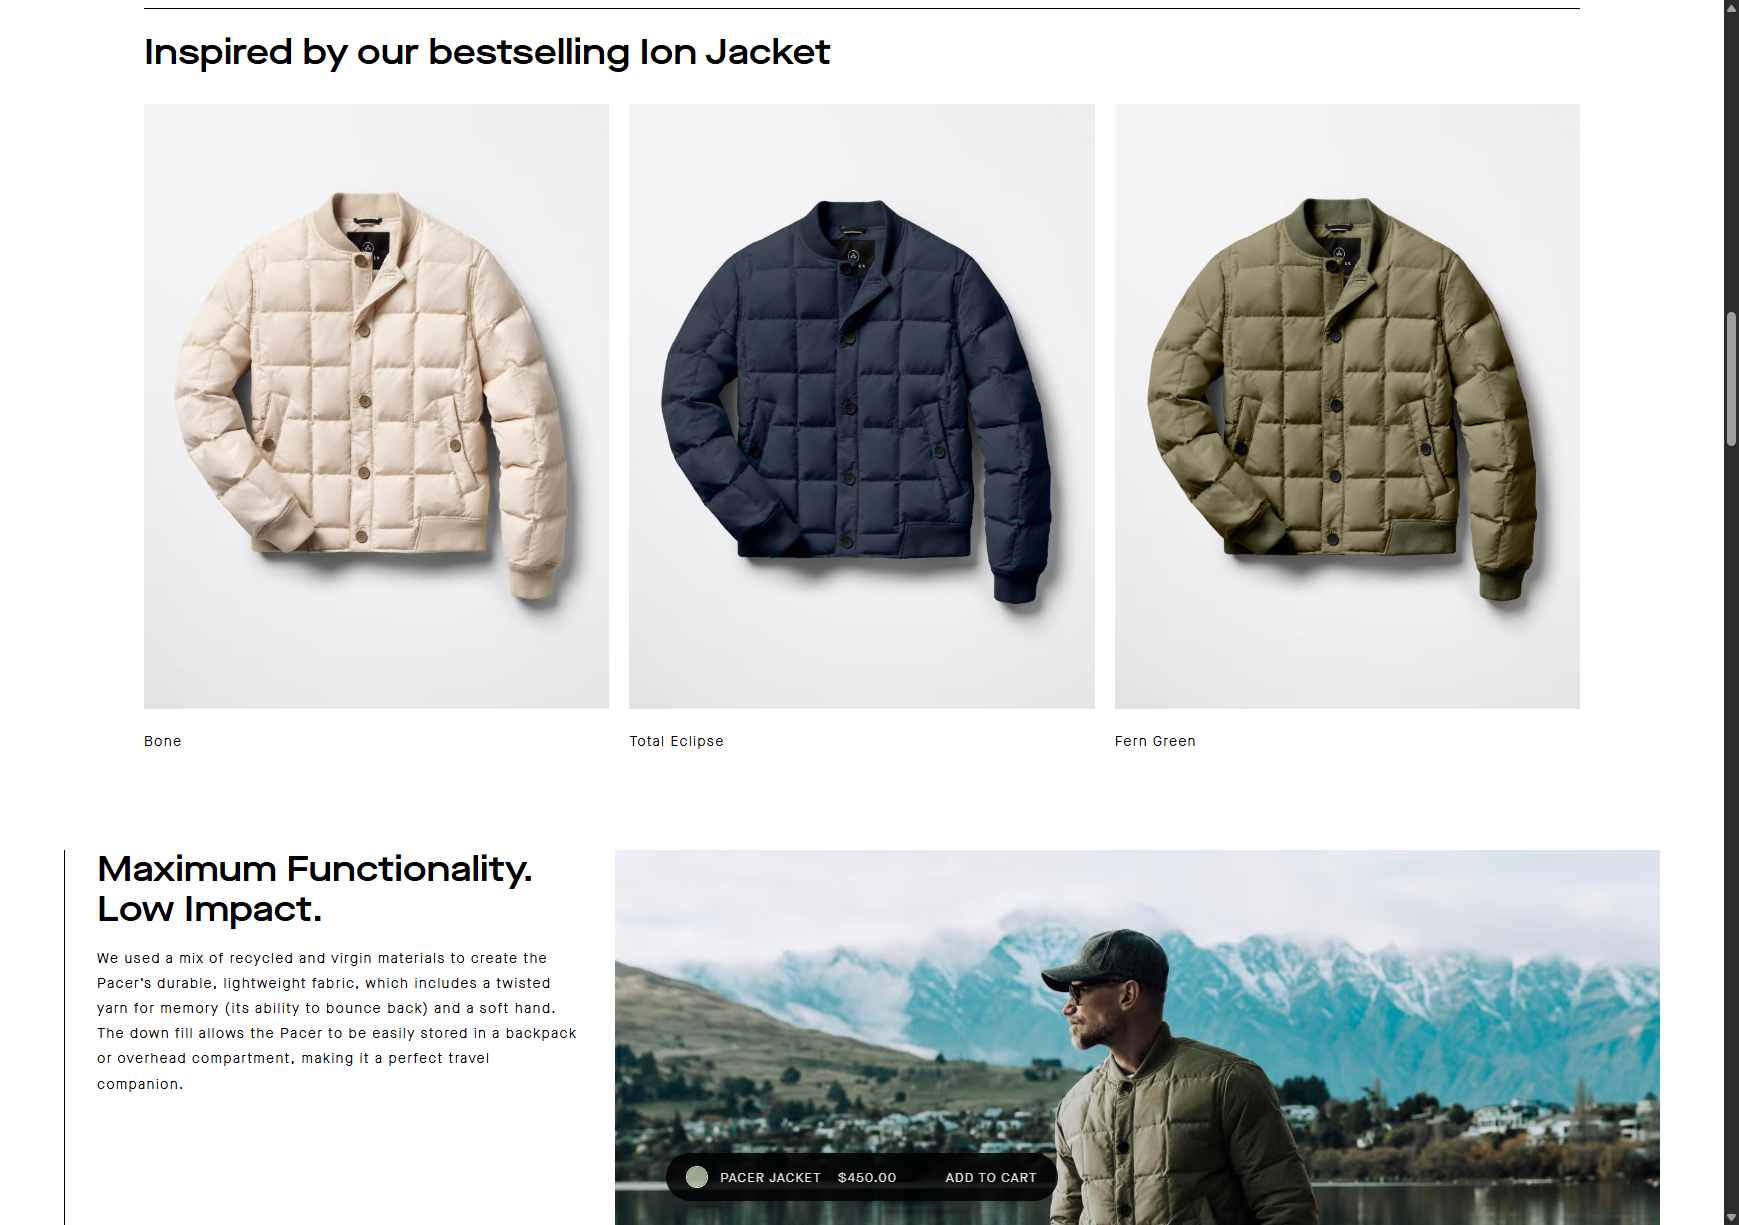 Inspired by our bestselling Ion Jacket
Bone
Total Eclipse
Fern Green
Maximum Functionality.
Low Impact.
We used a mix of recycled and virgin materials to create the
Pacer's durable, lightweight fabric, which includes a twisted
yarn for memory (its ability to bounce back) and a soft hand.
The down fill allows the Pacer to be easily stored in a backpack
or overhead compartment, making it a perfect travel
companion.
PACER JACKET $450.00 ADD TO CART